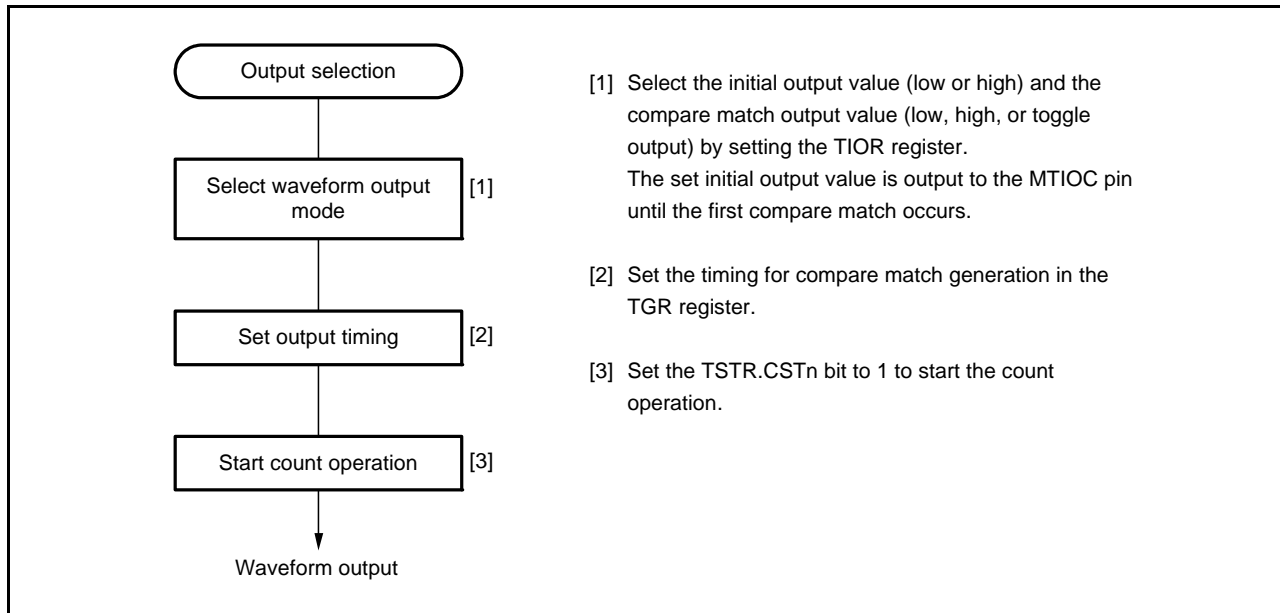 Output selection
Select waveform output
mode
[1]
Set output timing
[2]
Start count operation
[3]
Waveform output
[1] Select the initial output value (low or high) and the
compare match output value (low, high, or toggle
output) by setting the TIOR register.
The set initial output value is output to the MTIOC pin
until the first compare match occurs.
[2] Set the timing for compare match generation in the
TGR register.
[3] Set the TSTR.CSTn bit to 1 to start the count
operation.